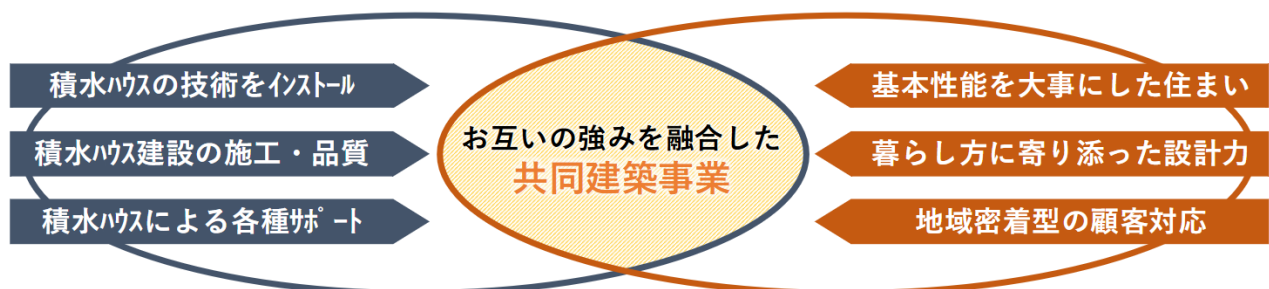 積水ﾊｳｽの技術をｲﾝｽﾄｰﾙ
積水ﾊｳｽ建設の施工・品質
積水ﾊｳｽによる各種ｻﾎﾟｰﾄ
お互いの強みを融合した
共同建築事業
基本性能を大事にした住まい
暮らし方に寄り添った設計力
地域密着型の顧客対応